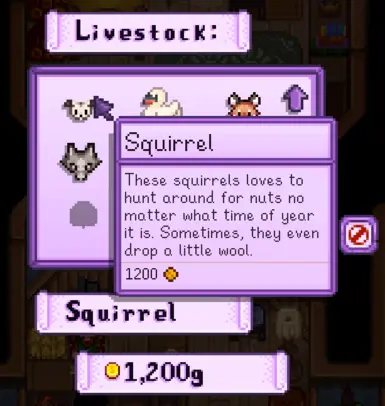 Livestock:
Squirrel
These squirrels loves to
hunt around for nuts no
matter what time of year
it is. Sometimes, they even
drop a little wool.
1200
Squirrel
1,200g